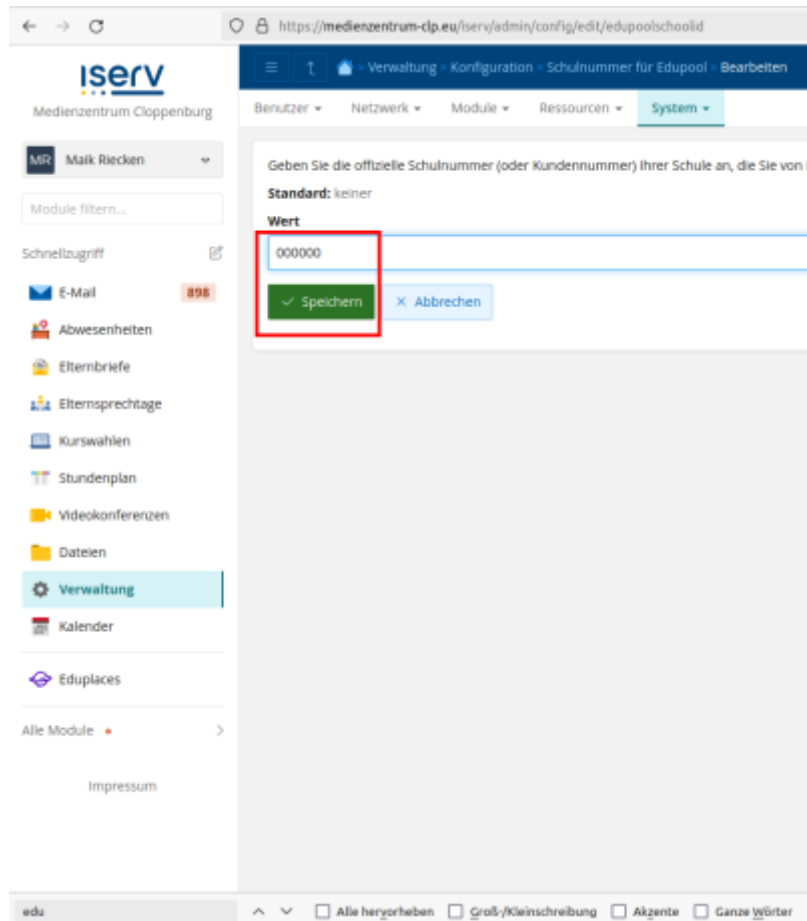 https://medienzentrum-clp.eu/iserv/admin/config/edit/edupoolschoolid
IServ
Medienzentrum Cloppenburg
Verwaltung Konfiguration Schulnummer für Edupool Bearbeiten
Benutzer Netzwerk Module Ressourcen System
MR Maik Riecken
Module filtern...
Schnellzugriff
E-Mail 898
Abwesenheiten
Elternbriefe
Elternsprechtage
Kurswahlen
Stundenplan
Videokonferenzen
Dateien
Verwaltung
Kalender
Eduplaces
Alle Module
Impressum
Geben Sie die offizielle Schulnummer (oder Kundennummer) Ihrer Schule an, die Sie von
Standard: keiner
Wert
000000
Speichern Abbrechen
edu Alle hervorheben Groß-/Kleinschreibung Akzente Ganze Wörter